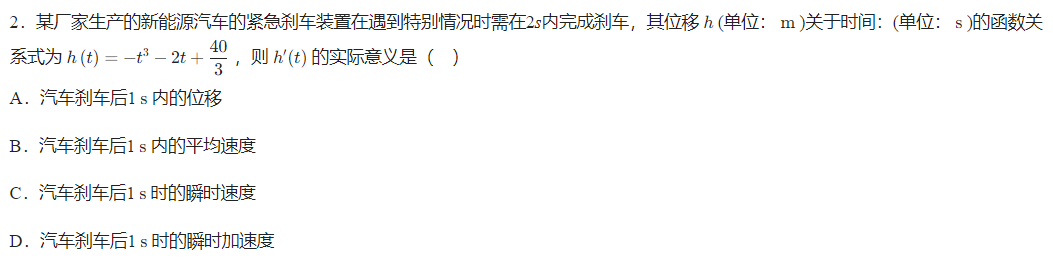 2．某厂家生产的新能源汽车的紧急刹车装置在遇到特别情况时需在2s内完成刹车，其位移 h (单位： m )关于时间：(单位： s )的函数关
系式为 h (t) = −t³ − 2t + 40/3 ，则 h′(t) 的实际意义是（ ）
A．汽车刹车后1 s 内的位移
B．汽车刹车后1 s 内的平均速度
C．汽车刹车后1 s 时的瞬时速度
D．汽车刹车后1 s 时的瞬时加速度